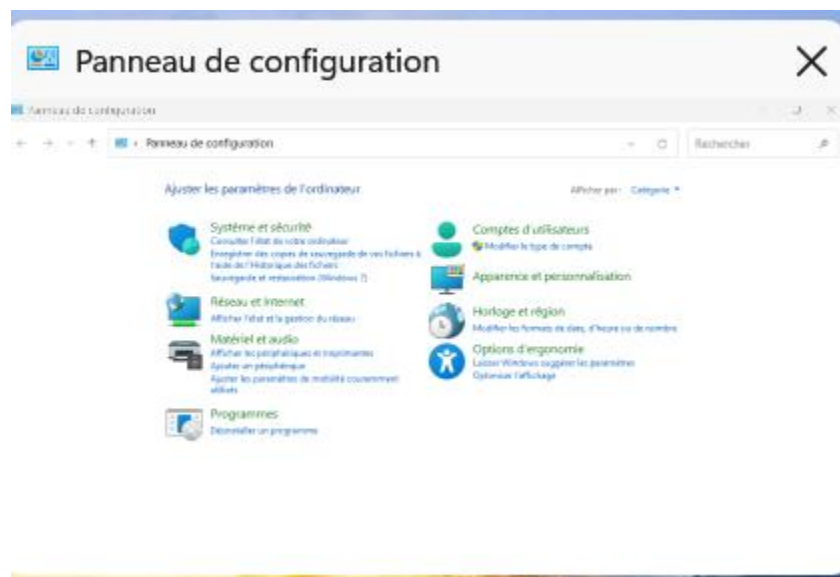 Panneau de configuration
Panneau de configuration
Panneau de configuration
Rechercher
Ajuster les paramètres de l'ordinateur
Afficher par : Catégorie
Système et sécurité
Consulter l'état de votre ordinateur
Enregistrer des copies de sauvegarde de vos fichiers à
l'aide de l'Historique des fichiers
Sauvegarde et restauration (Windows 7)
Réseau et Internet
Afficher l'état et la gestion du réseau
Matériel et audio
Afficher les périphériques et imprimantes
Ajouter un périphérique
Ajuster les paramètres de mobilité couramment
utilisés
Programmes
Désinstaller un programme
Comptes d'utilisateurs
Modifier le type de compte
Apparence et personnalisation
Horloge et région
Modifier les formats de date, d'heure ou de nombre
Options d'ergonomie
Laisser Windows suggérer les paramètres
Optimiser l'affichage